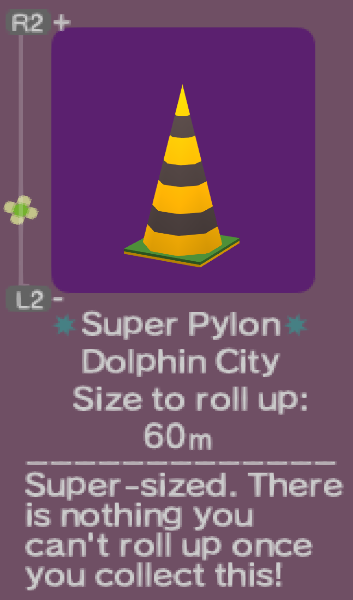 R2 +
L2 -
Super Pylon
Dolphin City
Size to roll up:
60m
Super-sized. There
is nothing you
can't roll up once
you collect this!